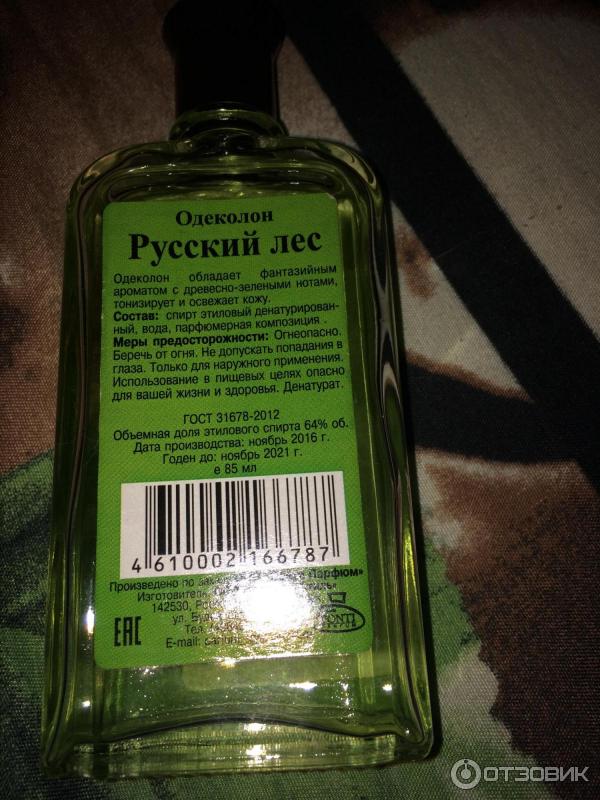 Одеколон
Русский лес
Одеколон обладает фантазийным
ароматом с древесно-зелеными нотами,
тонизирует и освежает кожу.
Состав: спирт этиловый денатурирован-
ный, вода, парфюмерная композиция .
Меры предосторожности: Огнеопасно.
Беречь от огня. Не допускать попадания в
глаза. Только для наружного применения.
Использование в пищевых целях опасно
для вашей жизни и здоровья. Денатурат.
ГОСТ 31678-2012
Объемная доля этилового спирта 64% об.
Дата производства: ноябрь 2016 г.
Годен до: ноябрь 2021 г.
е 85 мл
4 610002 166787
Произведено по Парфюм»
Изготовитель
142530,
ул.
Тел.
E-mail:
EAC
ОТЗОВИК